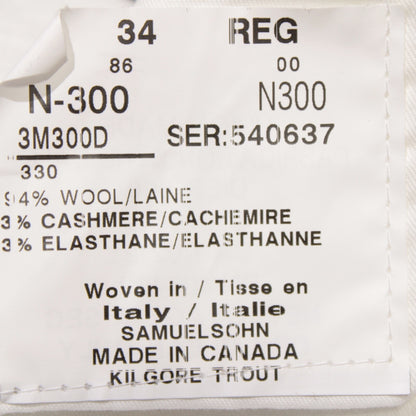 34 REG
86 00
N-300 N300
3M300D SER:540637
330
94% WOOL/LAINE
3% CASHMERE/CACHEMIRE
3% ELASTHANE/ELASTHANNE
Woven in / Tisse en
Italy / Italie
SAMUELSOHN
MADE IN CANADA
KILGORE TROUT